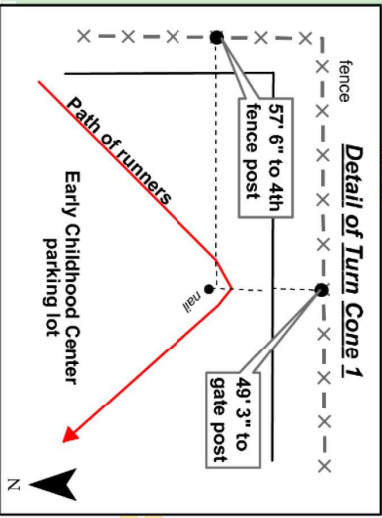 Detail of Turn Cone 1
fence
57' 6" to 4th
fence post
49' 3" to
gate post
Path of runners
nail
Early Childhood Center
parking lot
N